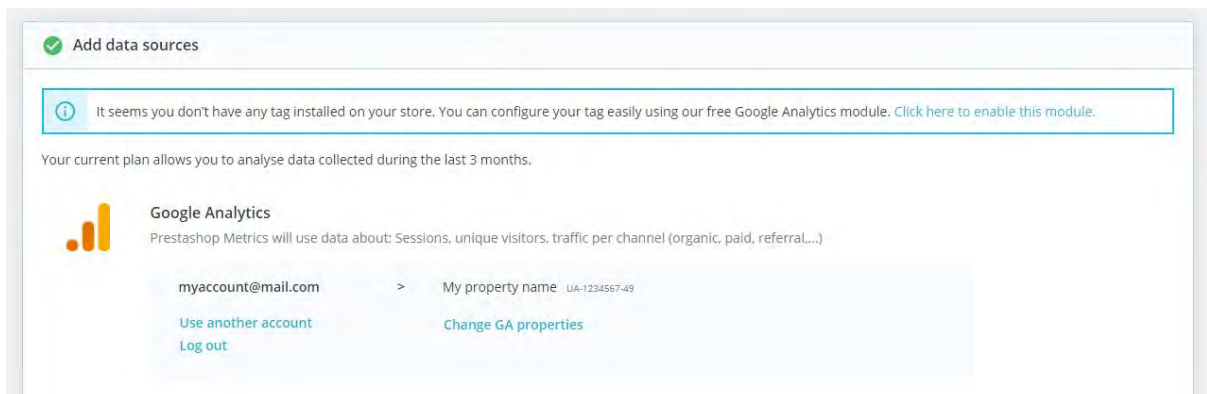 Add data sources
It seems you don't have any tag installed on your store. You can configure your tag easily using our free Google Analytics module. Click here to enable this module.
Your current plan allows you to analyse data collected during the last 3 months.
Google Analytics
Prestashop Metrics will use data about: Sessions, unique visitors, traffic per channel (organic, paid, referral,...)
myaccount@mail.com > My property name UA-1234567-49
Use another account Change GA properties
Log out